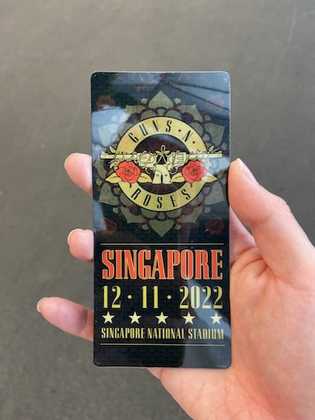 GUNS N'
ROSES
SINGAPORE
12 · 11 · 2022
SINGAPORE NATIONAL STADIUM